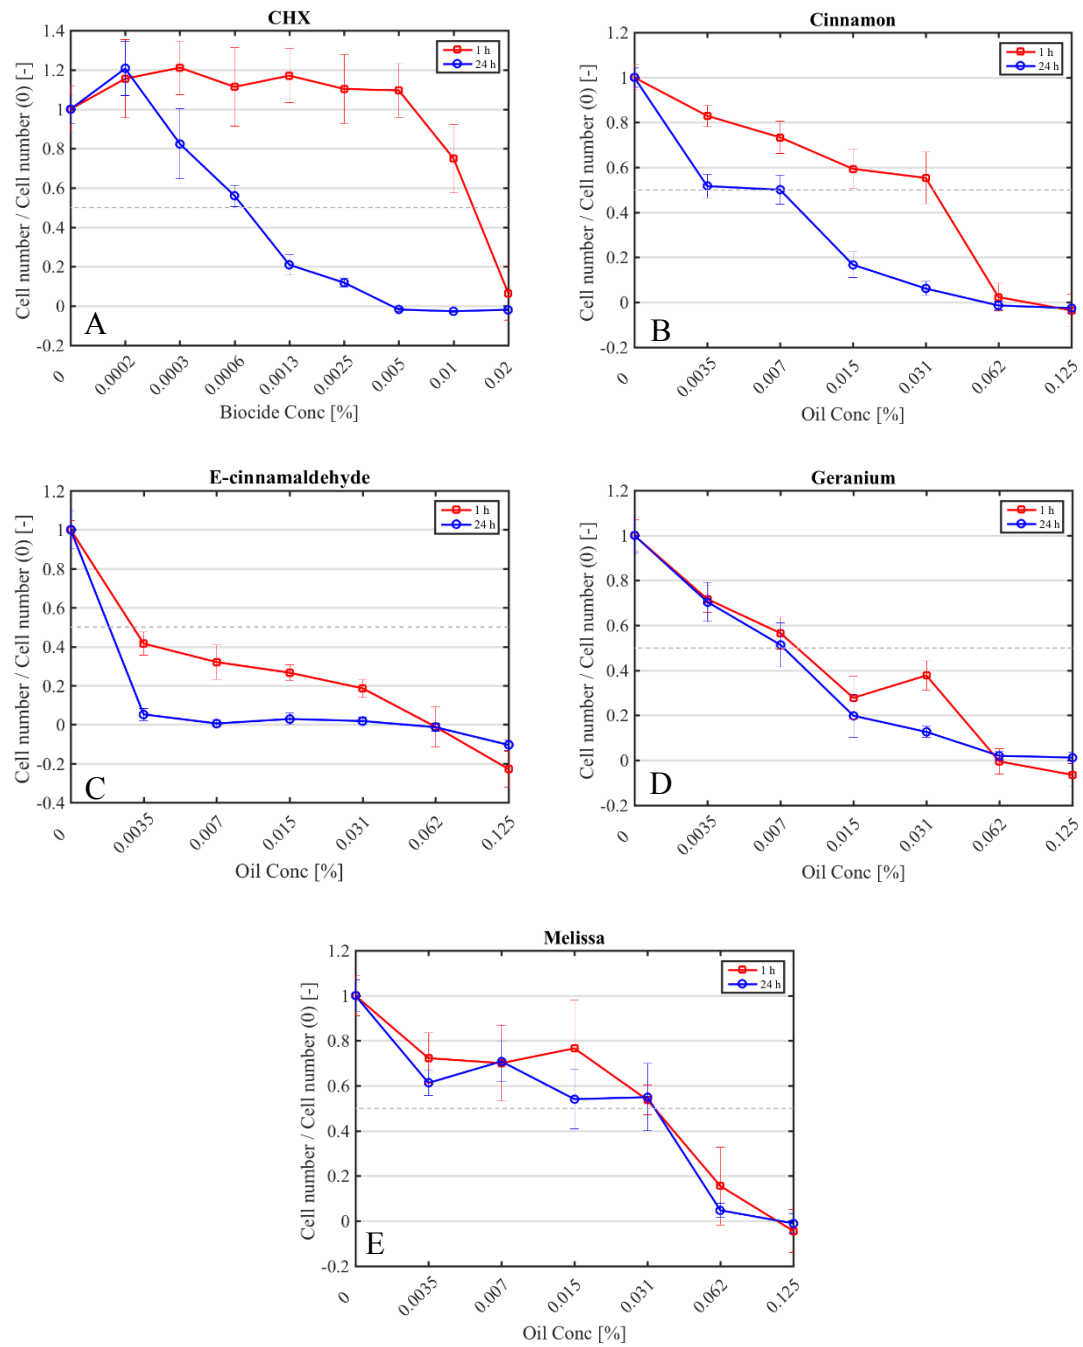 CHX
1.4
1.2
1
0.8
0.6
0.4
0.2
0
-0.2
Cell number / Cell number (0) [-]
1 h
24 h
A
0 0.0002 0.0003 0.0006 0.0013 0.0025 0.005 0.01 0.02
Biocide Conc [%]
Cinnamon
1.2
1
0.8
0.6
0.4
0.2
0
-0.2
Cell number / Cell number (0) [-]
1 h
24 h
B
0 0.0035 0.007 0.015 0.031 0.062 0.125
Oil Conc [%]
E-cinnamaldehyde
1.2
1
0.8
0.6
0.4
0.2
0
-0.2
-0.4
Cell number / Cell number (0) [-]
1 h
24 h
C
0 0.0035 0.007 0.015 0.031 0.062 0.125
Oil Conc [%]
Geranium
1.2
1
0.8
0.6
0.4
0.2
0
-0.2
Cell number / Cell number (0) [-]
1 h
24 h
D
0 0.0035 0.007 0.015 0.031 0.062 0.125
Oil Conc [%]
Melissa
1.2
1
0.8
0.6
0.4
0.2
0
-0.2
Cell number / Cell number (0) [-]
1 h
24 h
E
0 0.0035 0.007 0.015 0.031 0.062 0.125
Oil Conc [%]